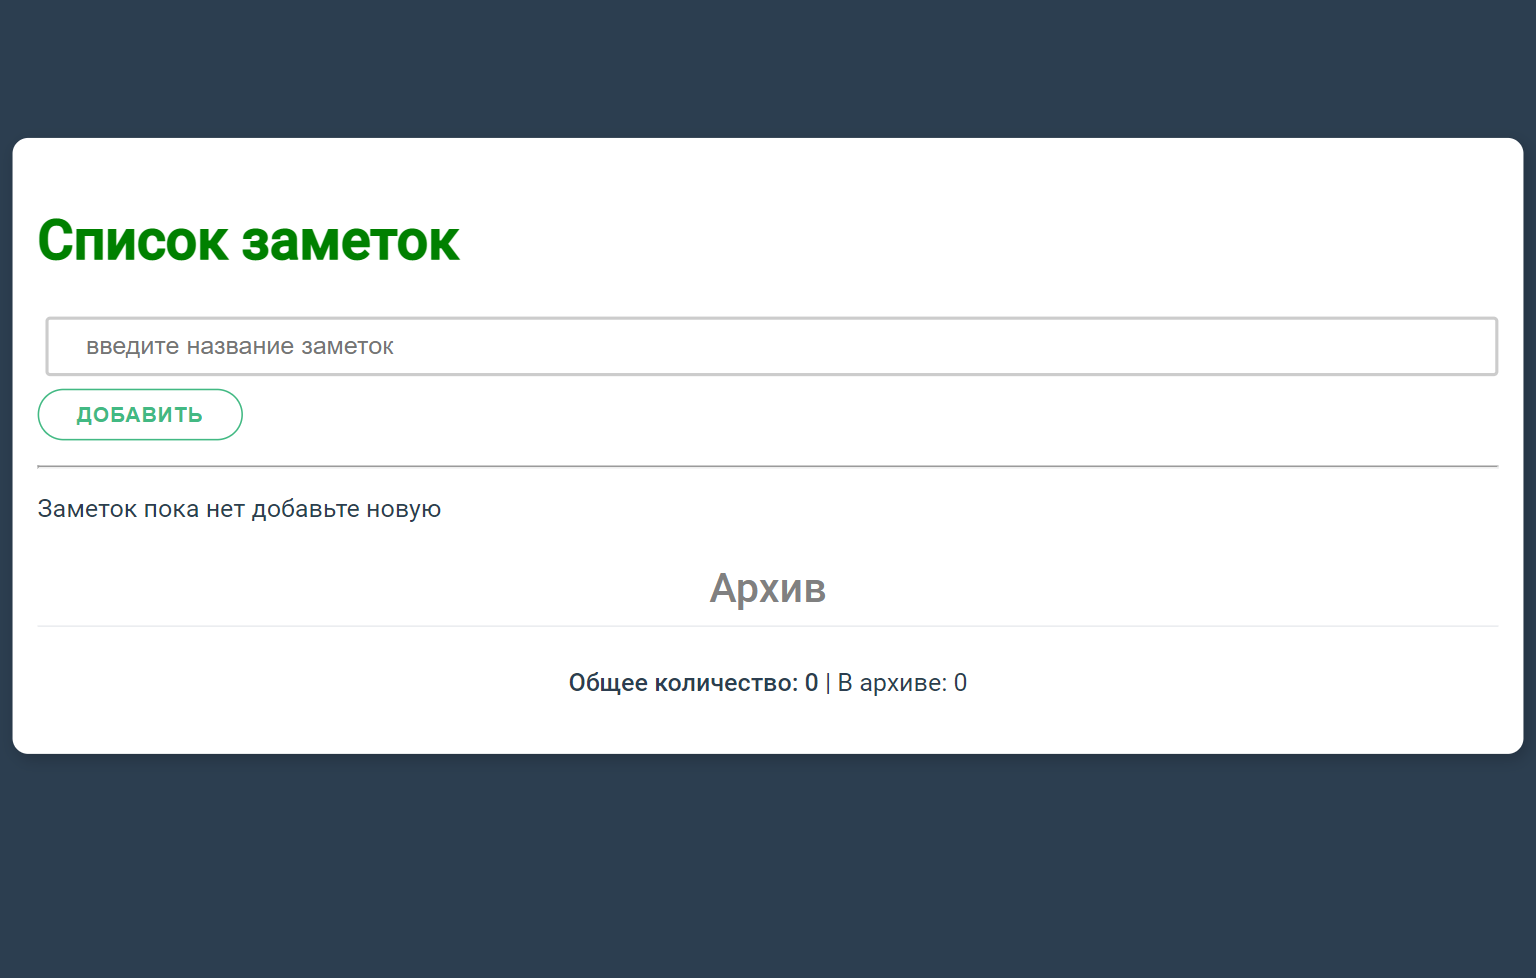 Список заметок
введите название заметок
ДОБАВИТЬ
Заметок пока нет добавьте новую
Архив
Общее количество: 0 | В архиве: 0